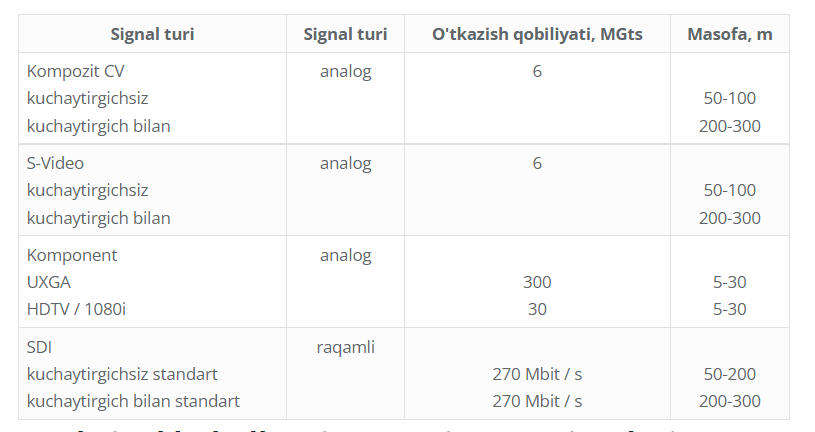 Signal turi Signal turi O'tkazish qobiliyati, MGts Masofa, m
Kompozit CV analog 6
kuchaytirgichsiz 50-100
kuchaytirgich bilan 200-300
S-Video analog 6
kuchaytirgichsiz 50-100
kuchaytirgich bilan 200-300
Komponent analog
UXGA 300 5-30
HDTV / 1080i 30 5-30
SDI raqamli
kuchaytirgichsiz standart 270 Mbit / s 50-200
kuchaytirgich bilan standart 270 Mbit / s 200-300